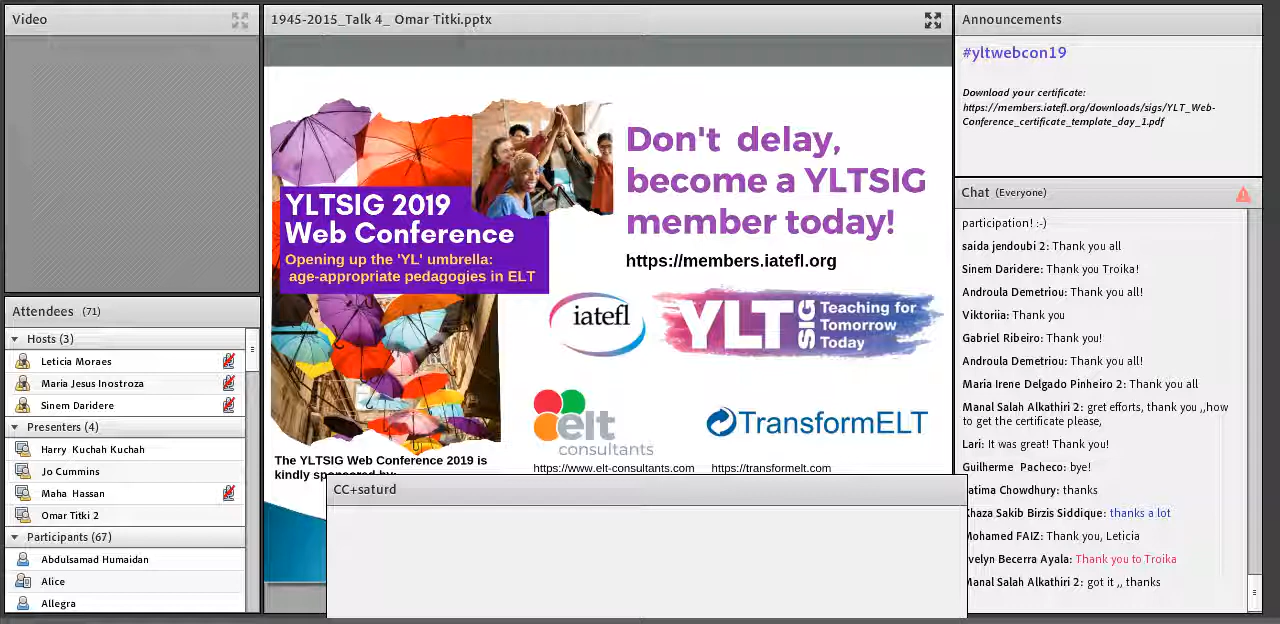 Video
Attendees (71)
Hosts (3)
Leticia Moraes
Maria Jesus Inostroza
Sinem Daridere
Presenters (4)
Harry Kuchah Kuchah
Jo Cummins
Maha Hassan
Omar Titki 2
Participants (67)
Abdulsamad Humaidan
Alice
Allegra
1945-2015_Talk 4_ Omar Titki.pptx
YLTSIG 2019
Web Conference
Opening up the 'YL' umbrella:
age-appropriate pedagogies in ELT
Don't delay,
become a YLTSIG
member today!
https://members.iatefl.org
iatefl
YLT SIG
Teaching for
Tomorrow
Today
elt
consultants
TransformELT
https://www.elt-consultants.com
https://transformelt.com
The YLTSIG Web Conference 2019 is
kindly sponsored by:
CC+saturd
Announcements
#yltwebcon19
Download your certificate:
https://members.iatefl.org/downloads/sigs/YLT_Web-
Conference_certificate_template_day_1.pdf
Chat (Everyone)
participation! :-)
saida jendoubi 2: Thank you all
Sinem Daridere: Thank you Troika!
Androula Demetriou: Thank you all!
Viktoriia: Thank you
Gabriel Ribeiro: Thank you!
Androula Demetriou: Thank you all!
Maria Irene Delgado Pinheiro 2: Thank you all
Manal Salah Alkathiri 2: gret efforts, thank you ,,how
to get the certificate please,
Lari: It was great! Thank you!
Guilherme Pacheco: bye!
atima Chowdhury: thanks
Khaza Sakib Birzis Siddique: thanks a lot
Mohamed FAIZ: Thank you, Leticia
velyn Becerra Ayala: Thank you to Troika
Manal Salah Alkathiri 2: got it ,, thanks